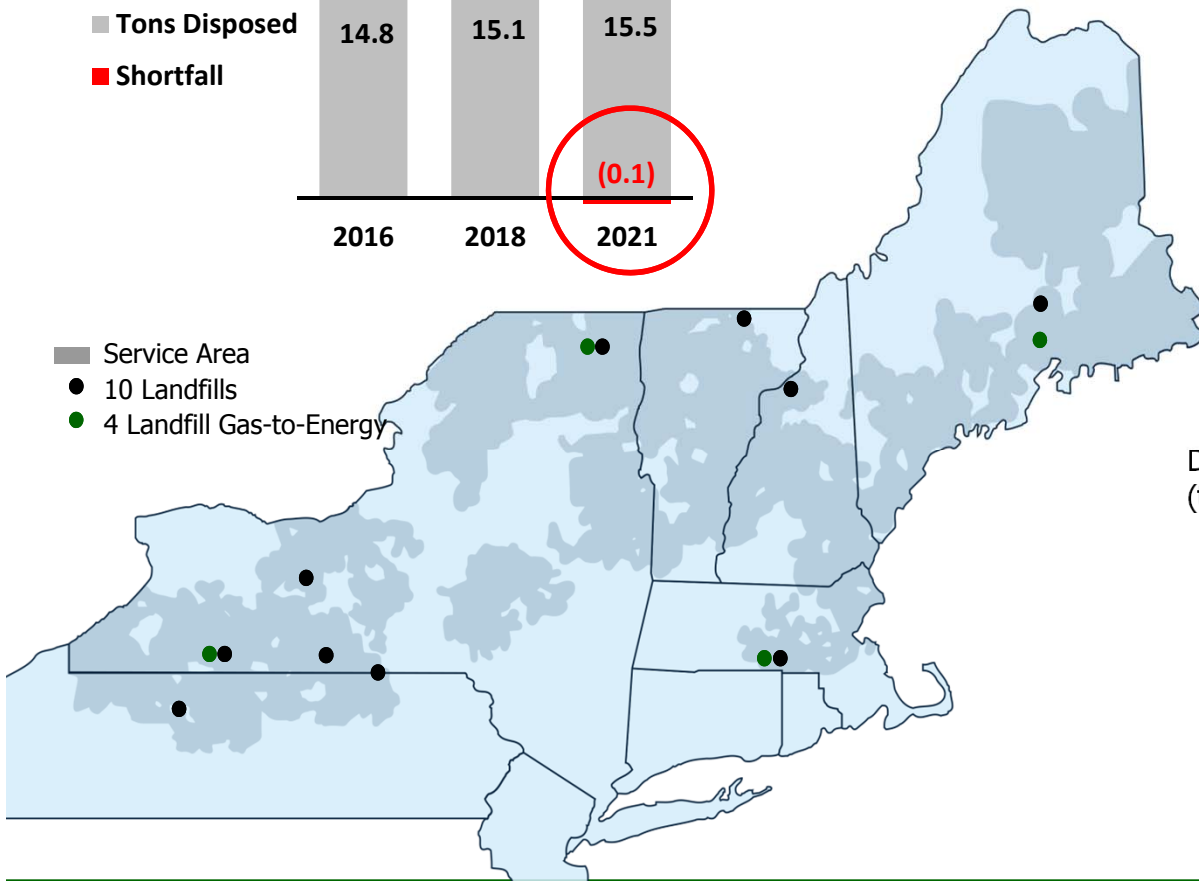 Tons Disposed
Shortfall
14.8
15.1
15.5
(0.1)
2016
2018
2021
Service Area
10 Landfills
4 Landfill Gas-to-Energy
D